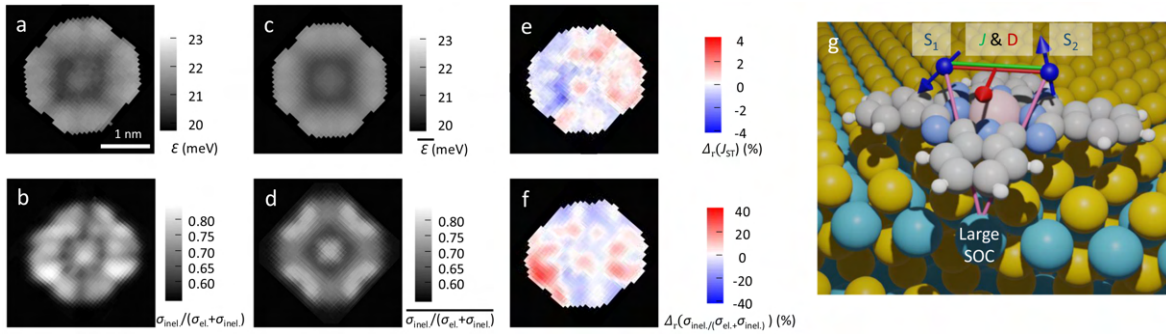 a
23
22
21
20
1 nm
ℰ (meV)
c
23
22
21
20
ℰ (meV)
e
4
2
0
-2
-4
Δr(JST) (%)
g
S1
J & D
S2
Large
SOC
b
0.80
0.75
0.70
0.65
0.60
σinel./(σel.+σinel.)
d
0.80
0.75
0.70
0.65
0.60
σinel./(σel.+σinel.)
f
40
20
0
-20
-40
Δr(σinel./(σel.+σinel.)) (%)